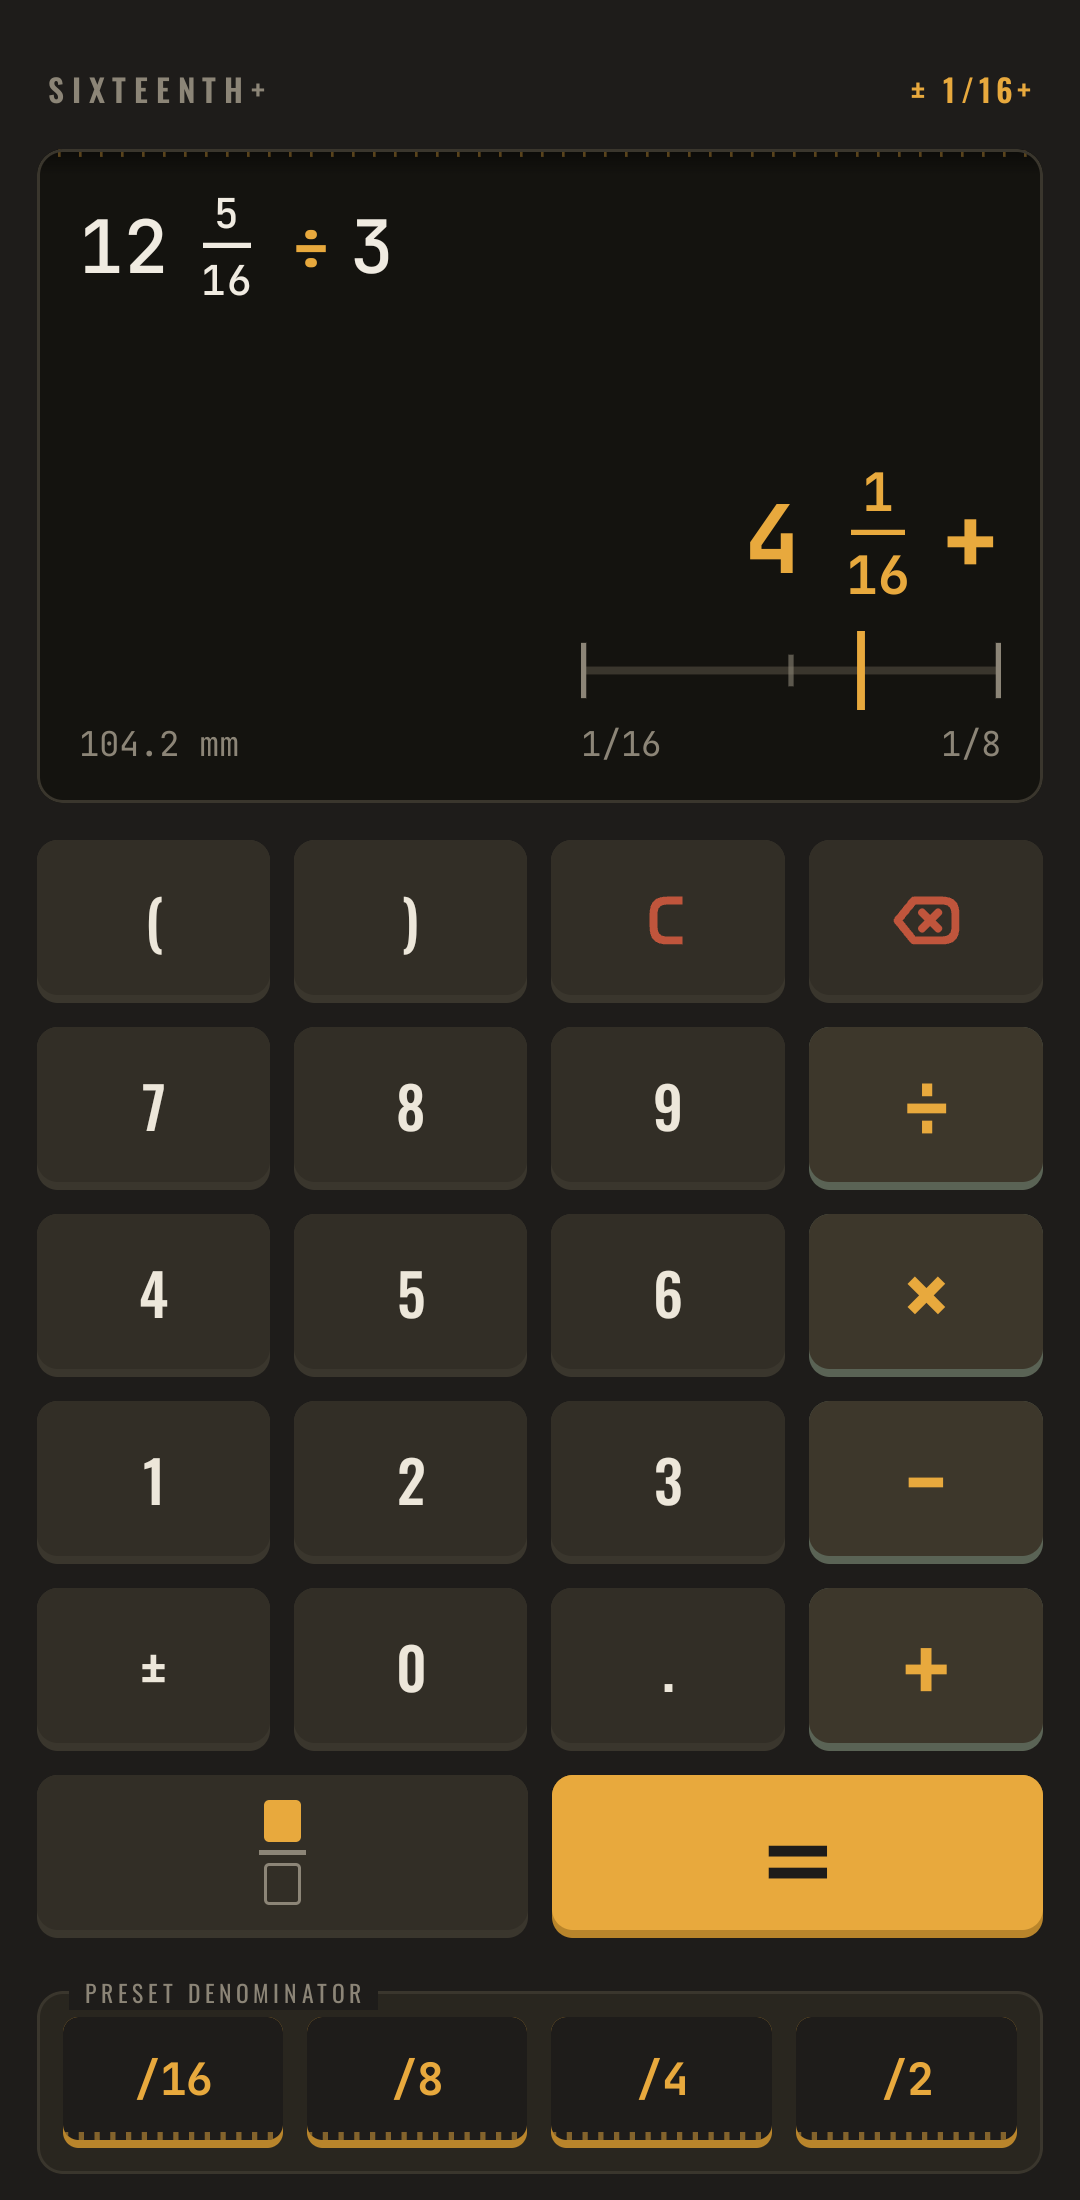 SIXTEENTH+ ± 1/16+
12 5/16 ÷ 3
4 1/16 +
104.2 mm 1/16 1/8
( ) C
7 8 9 ÷
4 5 6 ×
1 2 3 −
± 0 . +
=
PRESET DENOMINATOR
/16 /8 /4 /2